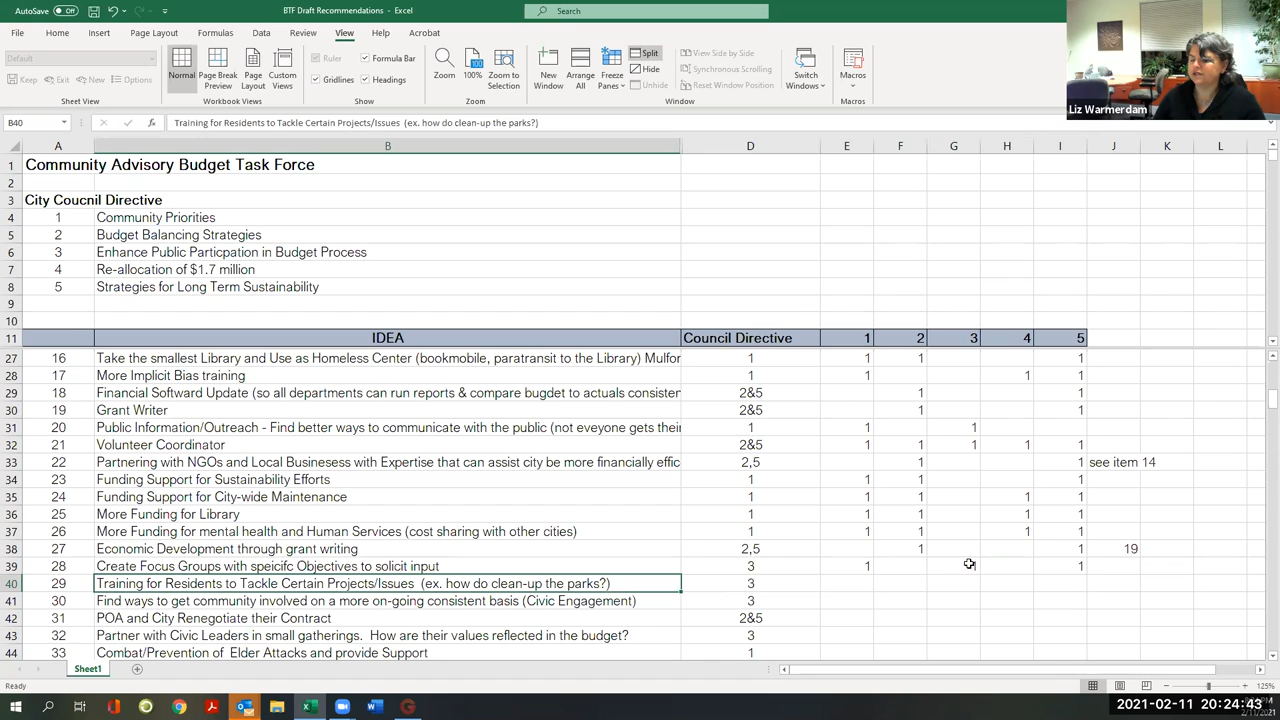 AutoSave Off BTF Draft Recommendations - Excel Search
File Home Insert Page Layout Formulas Data Review View Help Acrobat
Default
Keep Exit New Options
Sheet View
Normal Page Break Preview Page Layout Custom Views
Workbook Views
Ruler Formula Bar
Gridlines Headings
Show
Zoom 100% Zoom to Selection
Zoom
New Window Arrange All Freeze Panes Split Hide Unhide View Side by Side Synchronous Scrolling Reset Window Position Switch Windows
Window
Macros
Macros
Liz Warmerdam
B40 fx Training for Residents to Tackle Certain Projects/Issues (ex. how do clean-up the parks?)
A B D E F G H I J K L
1 Community Advisory Budget Task Force
2
3 City Coucnil Directive
4 1 Community Priorities
5 2 Budget Balancing Strategies
6 3 Enhance Public Particpation in Budget Process
7 4 Re-allocation of $1.7 million
8 5 Strategies for Long Term Sustainability
9
10
11 IDEA Council Directive 1 2 3 4 5
27 16 Take the smallest Library and Use as Homeless Center (bookmobile, paratransit to the Library) Mulfor 1 1 1 1
28 17 More Implicit Bias training 1 1 1 1
29 18 Financial Softward Update (so all departments can run reports & compare bugdet to actuals consisten 2&5 1 1
30 19 Grant Writer 2&5 1 1
31 20 Public Information/Outreach - Find better ways to communicate with the public (not eveyone gets their 1 1 1
32 21 Volunteer Coordinator 2&5 1 1 1 1 1
33 22 Partnering with NGOs and Local Businesess with Expertise that can assist city be more financially effic 2,5 1 1 see item 14
34 23 Funding Support for Sustainability Efforts 1 1 1 1
35 24 Funding Support for City-wide Maintenance 1 1 1 1 1
36 25 More Funding for Library 1 1 1 1 1
37 26 More Funding for mental health and Human Services (cost sharing with other cities) 1 1 1 1 1
38 27 Economic Development through grant writing 2,5 1 1 19
39 28 Create Focus Groups with speicifc Objectives to solicit input 3 1 1
40 29 Training for Residents to Tackle Certain Projects/Issues (ex. how do clean-up the parks?) 3
41 30 Find ways to get community involved on a more on-going consistent basis (Civic Engagement) 3
42 31 POA and City Renegotiate their Contract 2&5
43 32 Partner with Civic Leaders in small gatherings. How are their values reflected in the budget? 3
44 33 Combat/Prevention of Elder Attacks and provide Support 1
Sheet1
Ready 125%
2021-02-11 20:24:43
2/11/2021